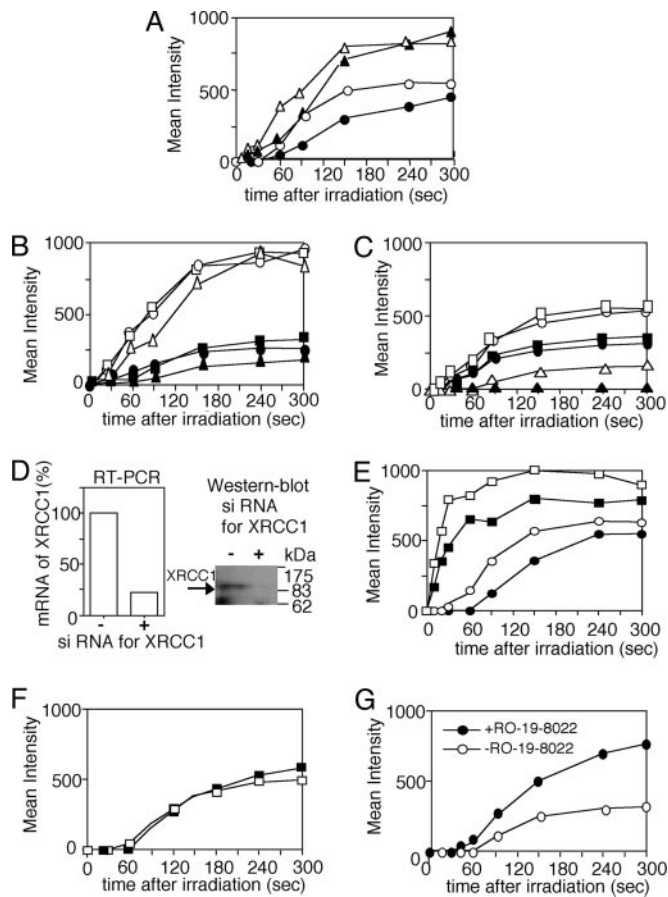 A
1000
500
0
Mean Intensity
0 60 120 180 240 300
time after irradiation (sec)
B
1000
500
0
Mean Intensity
0 60 120 180 240 300
time after irradiation (sec)
C
1000
500
0
Mean Intensity
0 60 120 180 240 300
time after irradiation (sec)
D
RT-PCR
mRNA of XRCC1(%)
100
50
0
- +
si RNA for XRCC1
Western-blot
si RNA
for XRCC1
- + kDa
XRCC1
175
83
62
E
1000
500
0
Mean Intensity
0 60 120 180 240 300
time after irradiation (sec)
F
1000
500
0
Mean Intensity
0 60 120 180 240 300
time after irradiation (sec)
G
1000
500
0
Mean Intensity
+RO-19-8022
-RO-19-8022
0 60 120 180 240 300
time after irradiation (sec)